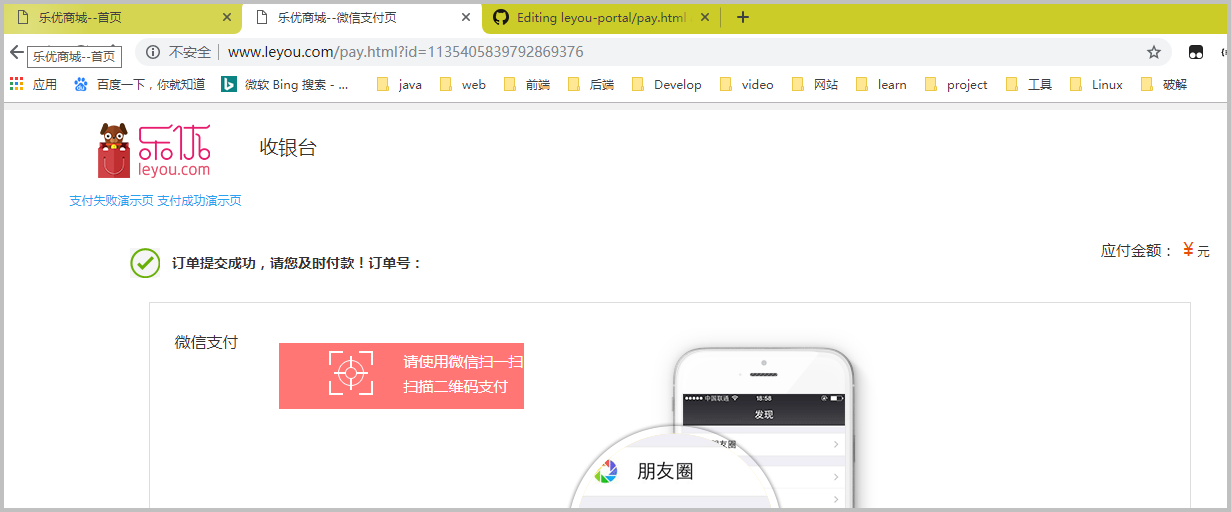 乐优商城--首页
乐优商城--微信支付页
Editing leyou-portal/pay.html
乐优商城--首页
不安全
www.leyou.com/pay.html?id=1135405839792869376
应用
百度一下，你就知道
微软 Bing 搜索 - ...
java
web
前端
后端
Develop
video
网站
learn
project
工具
Linux
破解
乐优
leyou.com
收银台
支付失败演示页 支付成功演示页
应付金额： ￥元
订单提交成功，请您及时付款！订单号：
微信支付
请使用微信扫一扫
扫描二维码支付
中国联通
18:58
发现
朋友圈
朋友圈